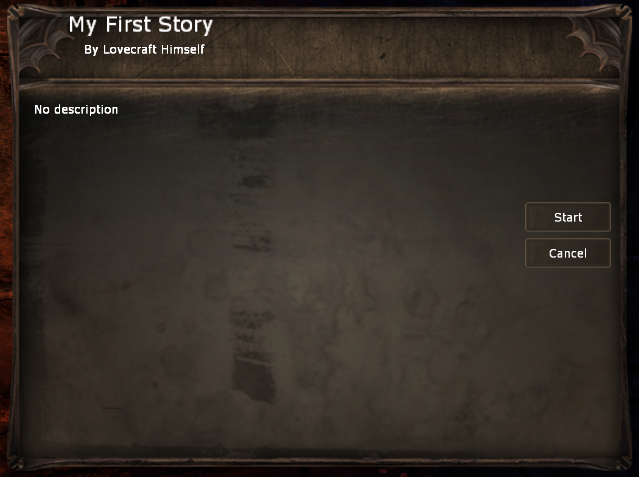 My First Story
By Lovecraft Himself
No description
Start
Cancel